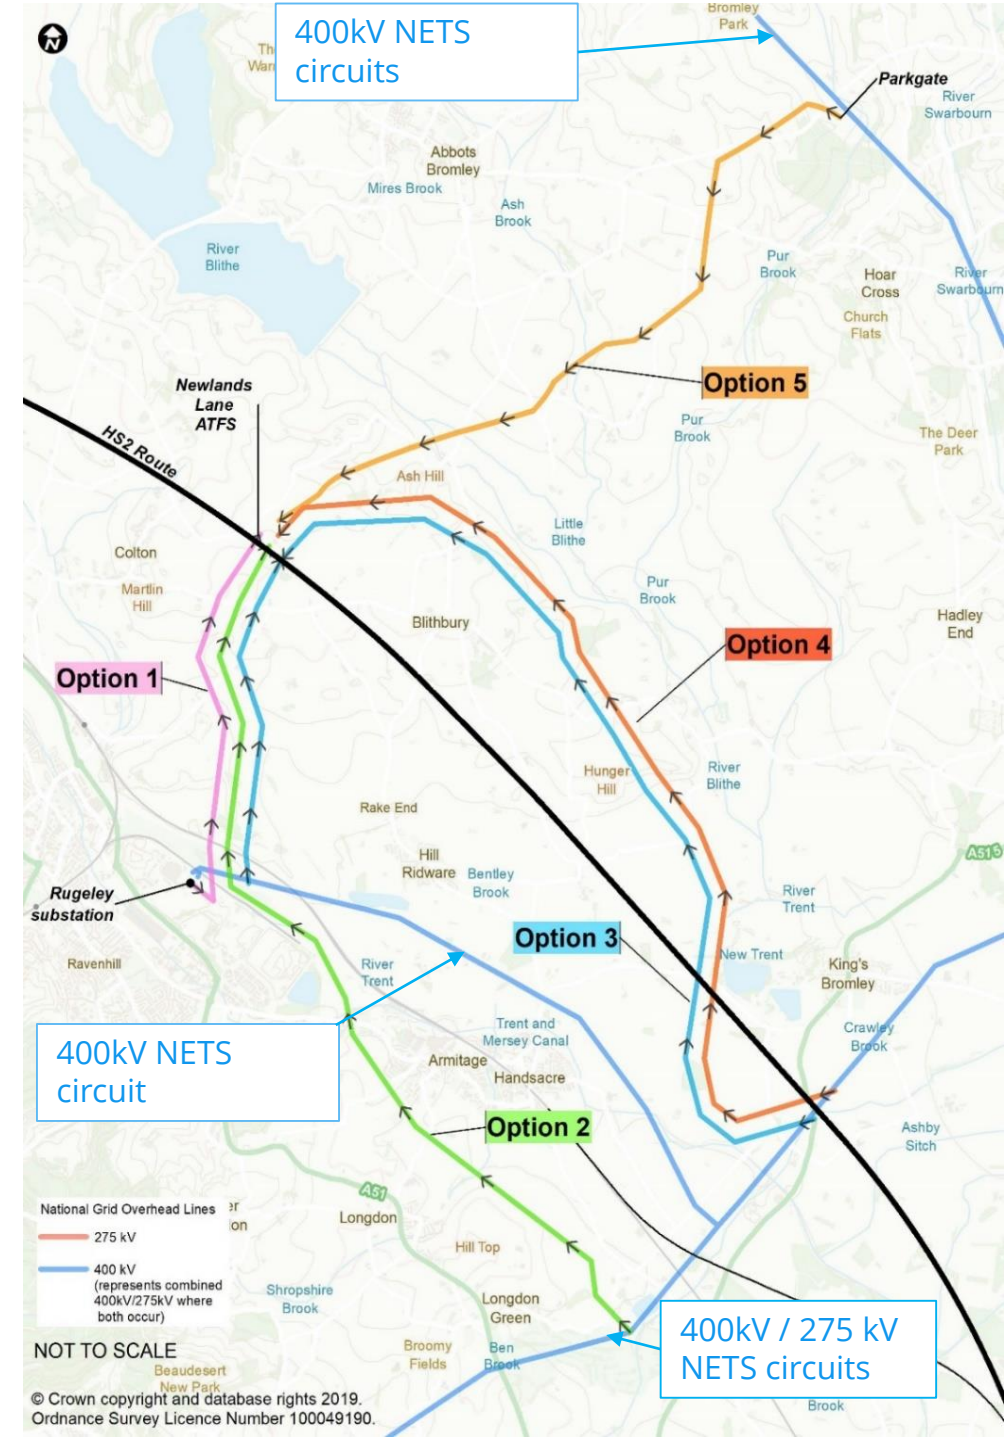 N
Bromley
Park
400kV NETS
circuits
Th
War
Parkgate
River
Swarbourn
Abbots
Bromley
Mires Brook
Ash
Brook
River
Blithe
Pur
Brook
Hoar
Cross
River
Swarbourn
Church
Flats
Newlands
Lane
ATFS
Option 5
HS2 Route
Pur
Brook
The Deer
Park
Ash Hill
Little
Blithe
Colton
Martlin
Hill
Pur
Brook
Blithbury
Hadley
End
Option 4
Option 1
Hunger
Hill
River
Blithe
Rake End
Hill
Ridware
Bentley
Brook
A515
Rugeley
substation
River
Trent
Option 3
New Trent
King's
Bromley
Ravenhill
River
Trent
400kV NETS
circuit
Trent and
Mersey Canal
Crawley
Brook
Armitage
Handsacre
Option 2
Ashby
Sitch
A51
National Grid Overhead Lines
275 kV
400 kV
(represents combined
400kV/275kV where
both occur)
er
on
Longdon
Hill Top
Shropshire
Brook
Longdon
Green
400kV / 275 kV
NETS circuits
Broomy
Fields
Ben
Brook
Brook
NOT TO SCALE
Beaudesert
New Park
© Crown copyright and database rights 2019.
Ordnance Survey Licence Number 100049190.